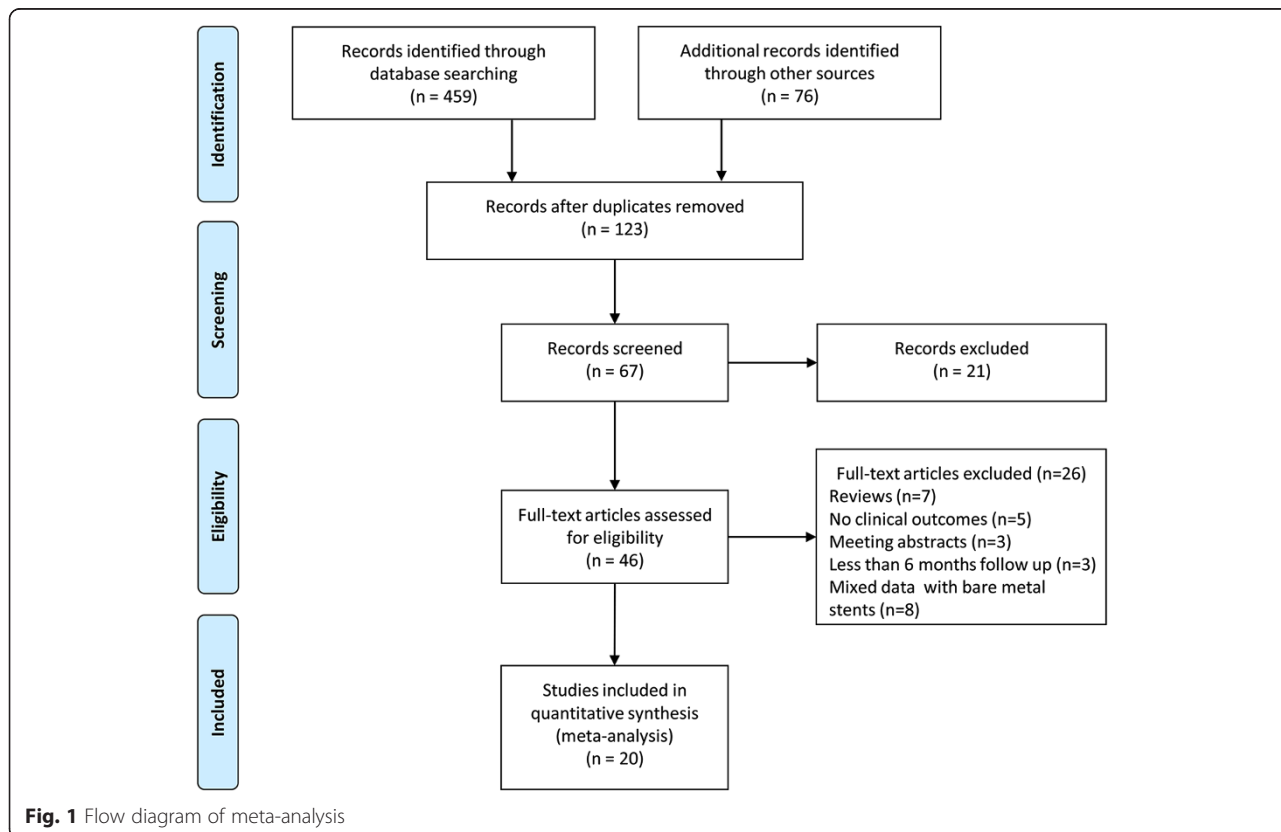 Identification
Records identified through
database searching
(n = 459)
Additional records identified
through other sources
(n = 76)
Records after duplicates removed
(n = 123)
Screening
Records screened
(n = 67)
Records excluded
(n = 21)
Eligibility
Full-text articles assessed
for eligibility
(n = 46)
Full-text articles excluded (n=26)
Reviews (n=7)
No clinical outcomes (n=5)
Meeting abstracts (n=3)
Less than 6 months follow up (n=3)
Mixed data with bare metal
stents (n=8)
Included
Studies included in
quantitative synthesis
(meta-analysis)
(n = 20)
Fig. 1 Flow diagram of meta-analysis